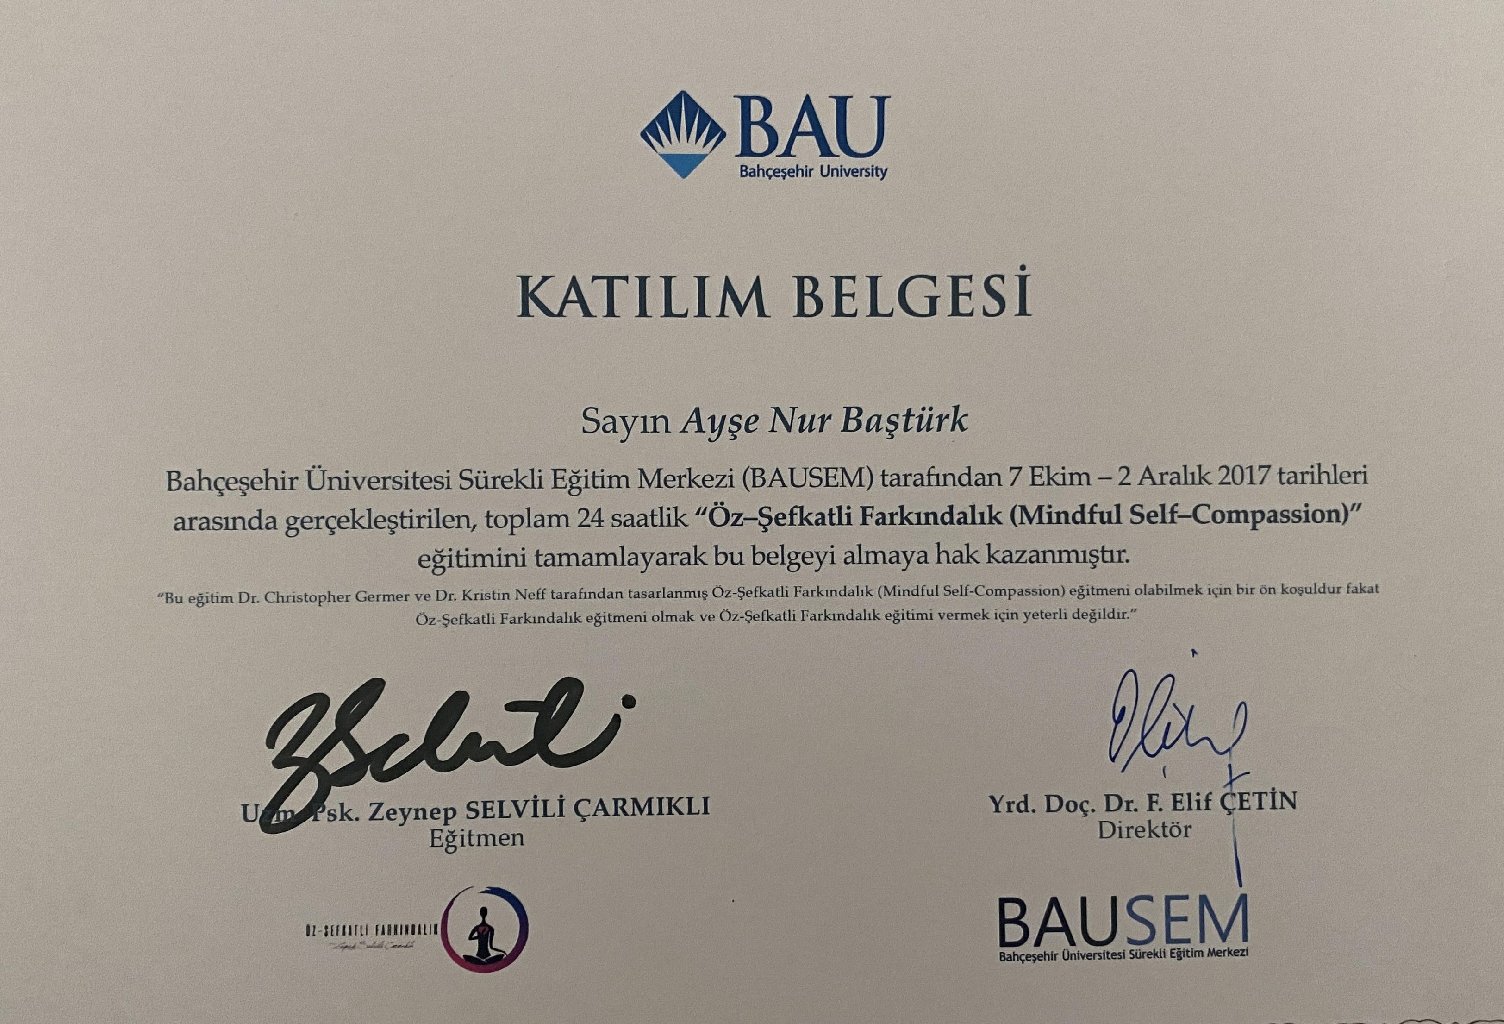 BAU
Bahçeşehir University
KATILIM BELGESİ
Sayın Ayşe Nur Baştürk
Bahçeşehir Üniversitesi Sürekli Eğitim Merkezi (BAUSEM) tarafından 7 Ekim – 2 Aralık 2017 tarihleri
arasında gerçekleştirilen, toplam 24 saatlik “Öz–Şefkatli Farkındalık (Mindful Self–Compassion)”
eğitimini tamamlayarak bu belgeyi almaya hak kazanmıştır.
“Bu eğitim Dr. Christopher Germer ve Dr. Kristin Neff tarafından tasarlanmış Öz-Şefkatli Farkındalık (Mindful Self-Compassion) eğitmeni olabilmek için bir ön koşuldur fakat
Öz-Şefkatli Farkındalık eğitmeni olmak ve Öz-Şefkatli Farkındalık eğitimi vermek için yeterli değildir.”
Uzm. Psk. Zeynep SELVİLİ ÇARMIKLI
Eğitmen
Yrd. Doç. Dr. F. Elif ÇETİN
Direktör
ÖZ-ŞEFKATLİ FARKINDALIK
BAUSEM
Bahçeşehir Üniversitesi Sürekli Eğitim Merkezi